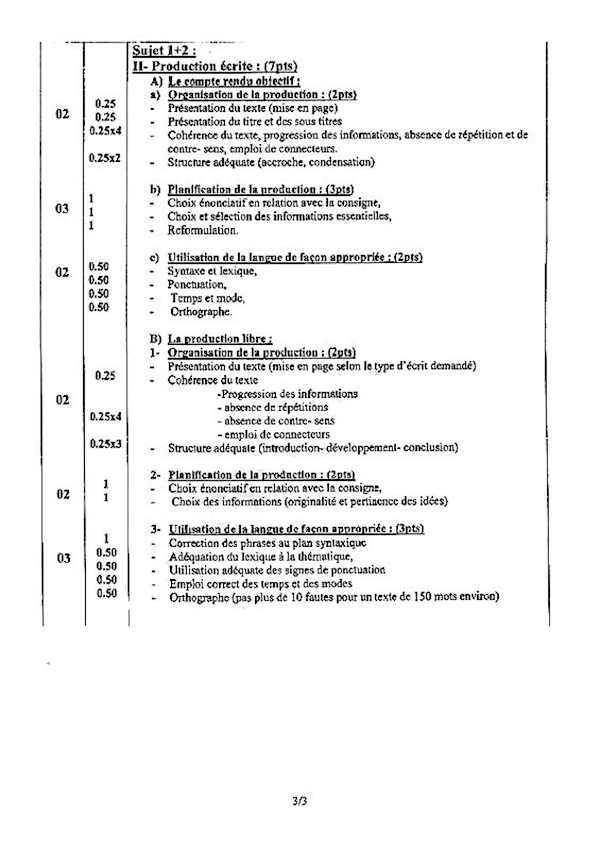 Sujet 1+2 :
II- Production écrite : (7pts)
A) Le compte rendu objectif :
a) Organisation de la production : (2pts)
02 0.25 - Présentation du texte (mise en page)
0.25 - Présentation du titre et des sous titres
0.25x4 - Cohérence du texte, progression des informations, absence de répétition et de
contre- sens, emploi de connecteurs.
0.25x2 - Structure adéquate (accroche, condensation)
b) Planification de la production : (3pts)
03 1 - Choix énonciatif en relation avec la consigne,
1 - Choix et sélection des informations essentielles,
1 - Reformulation.
c) Utilisation de la langue de façon appropriée : (2pts)
02 0.50 - Syntaxe et lexique,
0.50 - Ponctuation,
0.50 - Temps et mode,
0.50 - Orthographe.
B) La production libre :
1- Organisation de la production : (2pts)
- Présentation du texte (mise en page selon le type d'écrit demandé)
0.25 - Cohérence du texte
02 -Progression des informations
- absence de répétitions
0.25x4 - absence de contre- sens
- emploi de connecteurs
0.25x3 - Structure adéquate (introduction- développement- conclusion)
2- Planification de la production : (2pts)
02 1 - Choix énonciatif en relation avec la consigne,
1 - Choix des informations (originalité et pertinence des idées)
3- Utilisation de la langue de façon appropriée : (3pts)
1 - Correction des phrases au plan syntaxique
03 0.50 - Adéquation du lexique à la thématique,
0.50 - Utilisation adéquate des signes de ponctuation
0.50 - Emploi correct des temps et des modes
0.50 - Orthographe (pas plus de 10 fautes pour un texte de 150 mots environ)
3/3